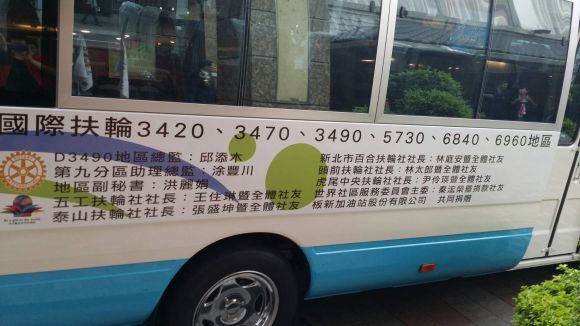 國際扶輪3420、3470、3490、5730、6840、6960地區
D3490地區總監：邱添木
第九分區助理總監：涂豐川
地區副秘書：洪麗娟
五工扶輪社社長：王住琳暨全體社友
泰山扶輪社社長：張盛坤暨全體社友
新北市百合扶輪社社長：林庭安暨全體社友
頭前扶輪社社長：林太郎暨全體社友
虎尾中央扶輪社社長：尹伶瑛暨全體社友
世界社區服務委員會主委：秦 榮暨捐款社友
板新加油站股份有限公司 共同捐贈